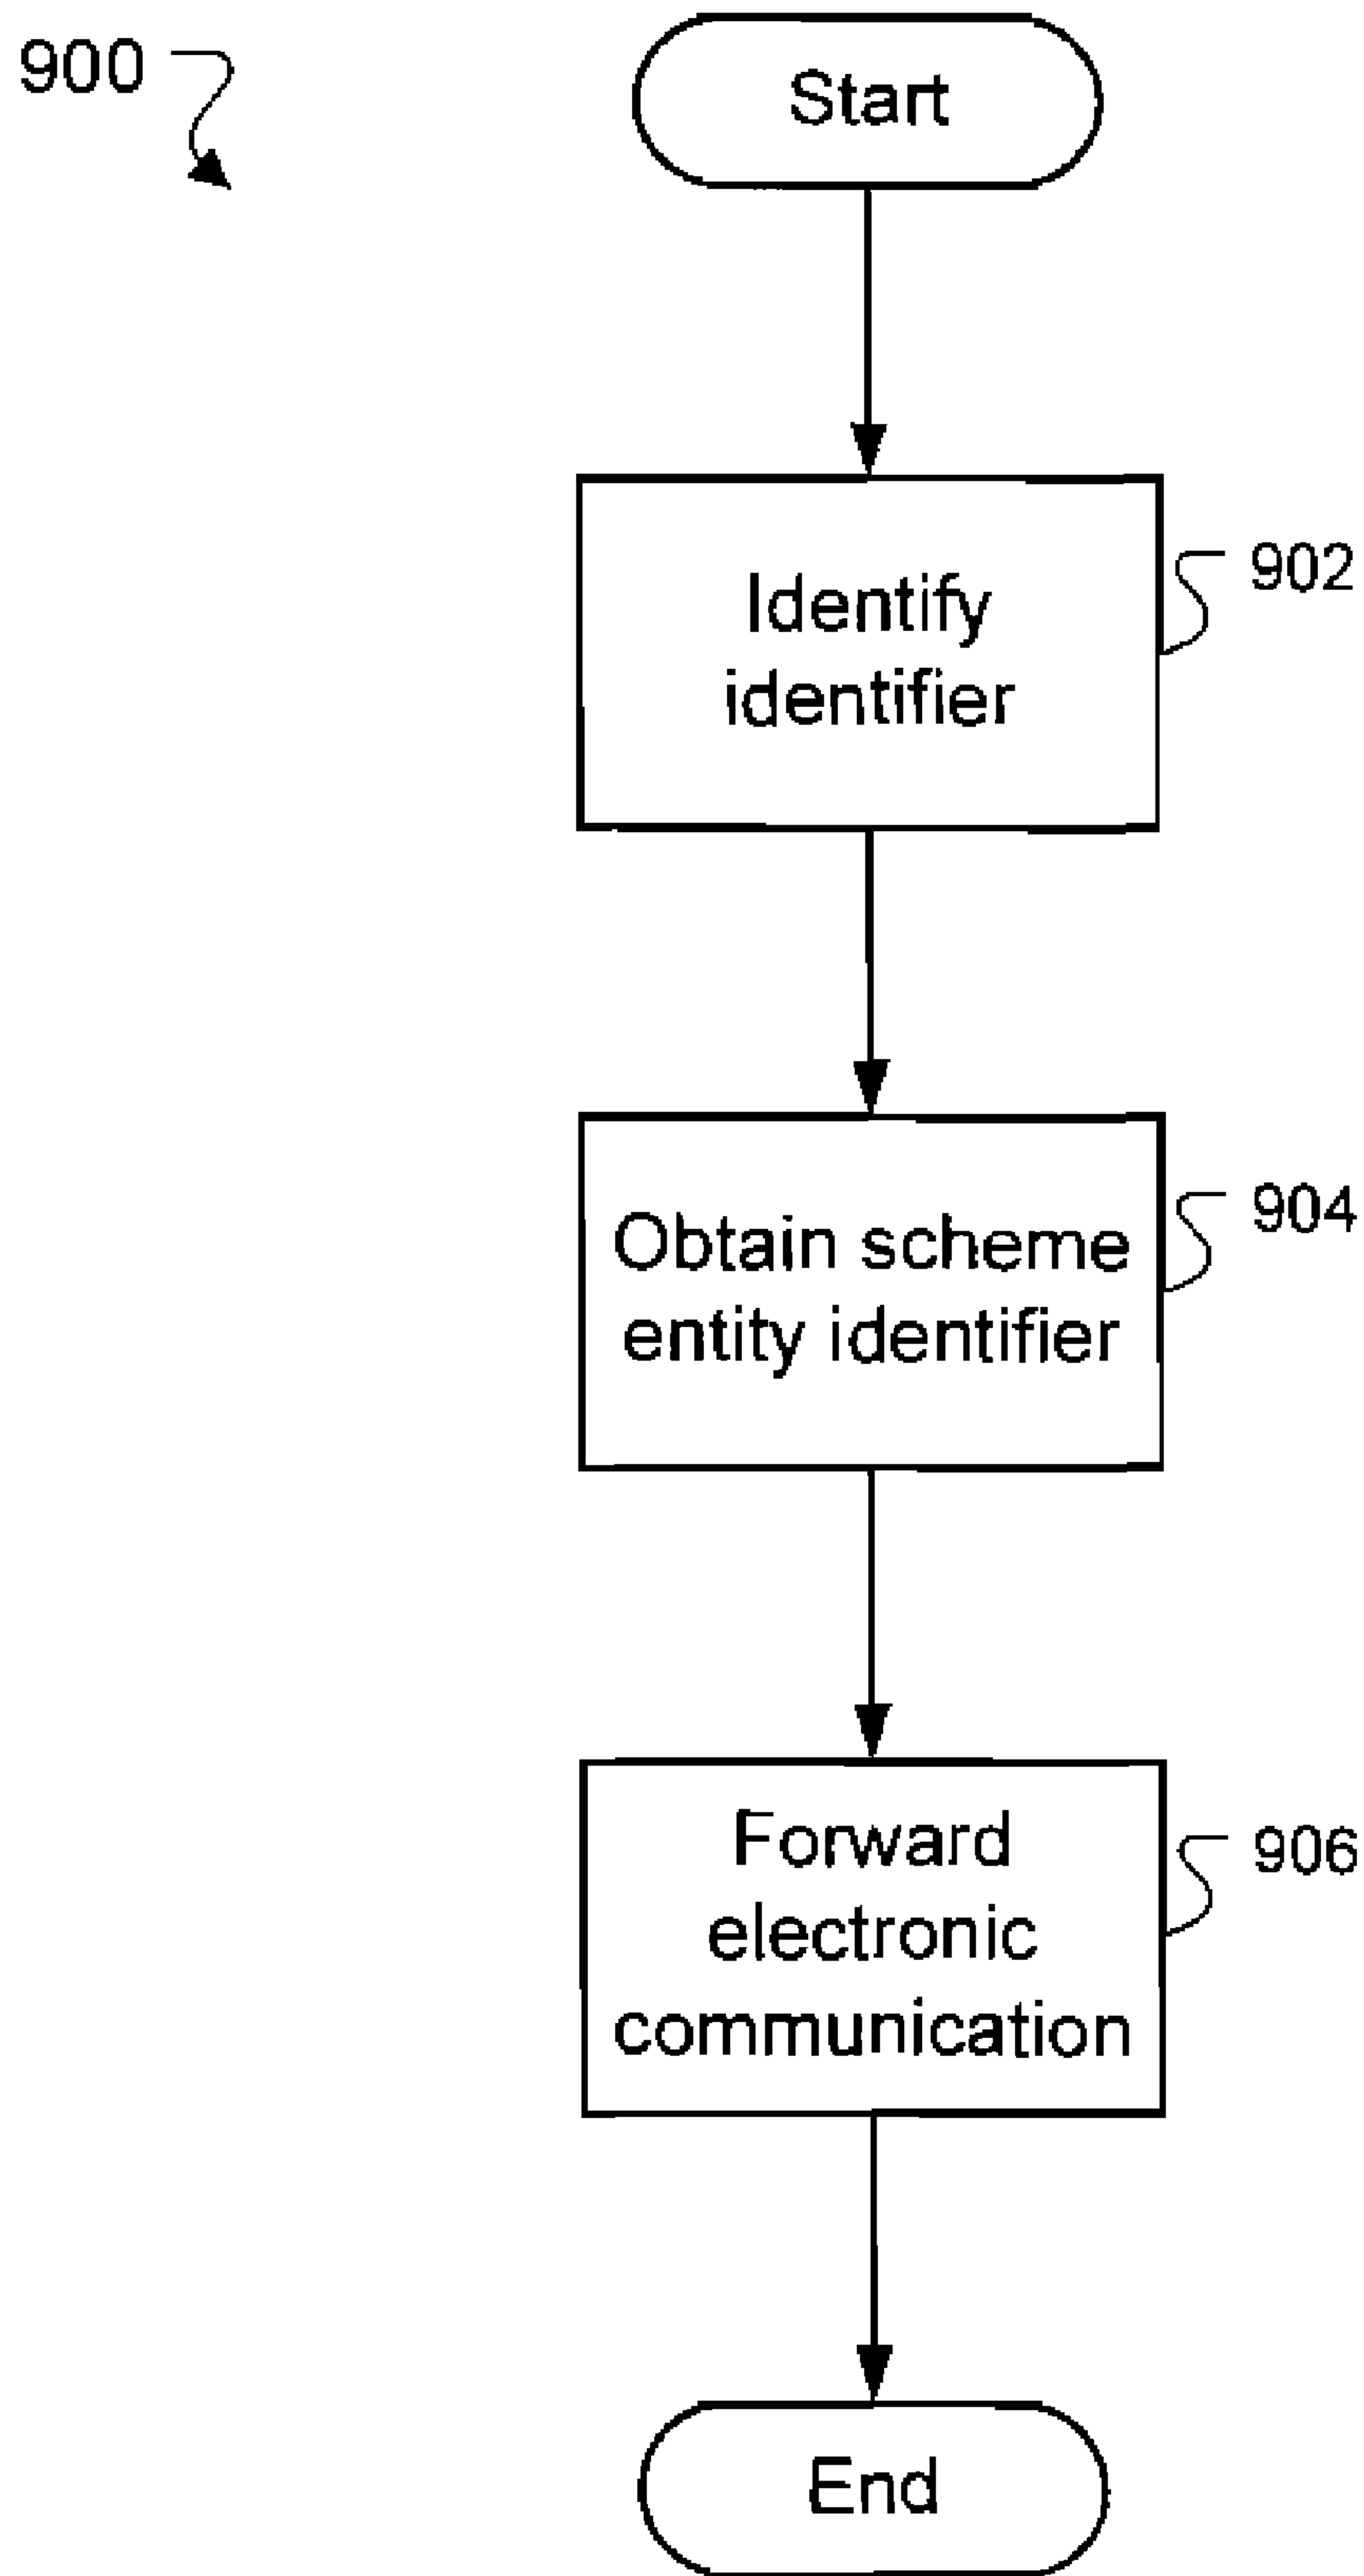 900
Start
Identify
identifier
902
Obtain scheme
entity identifier
904
Forward
electronic
communication
906
End